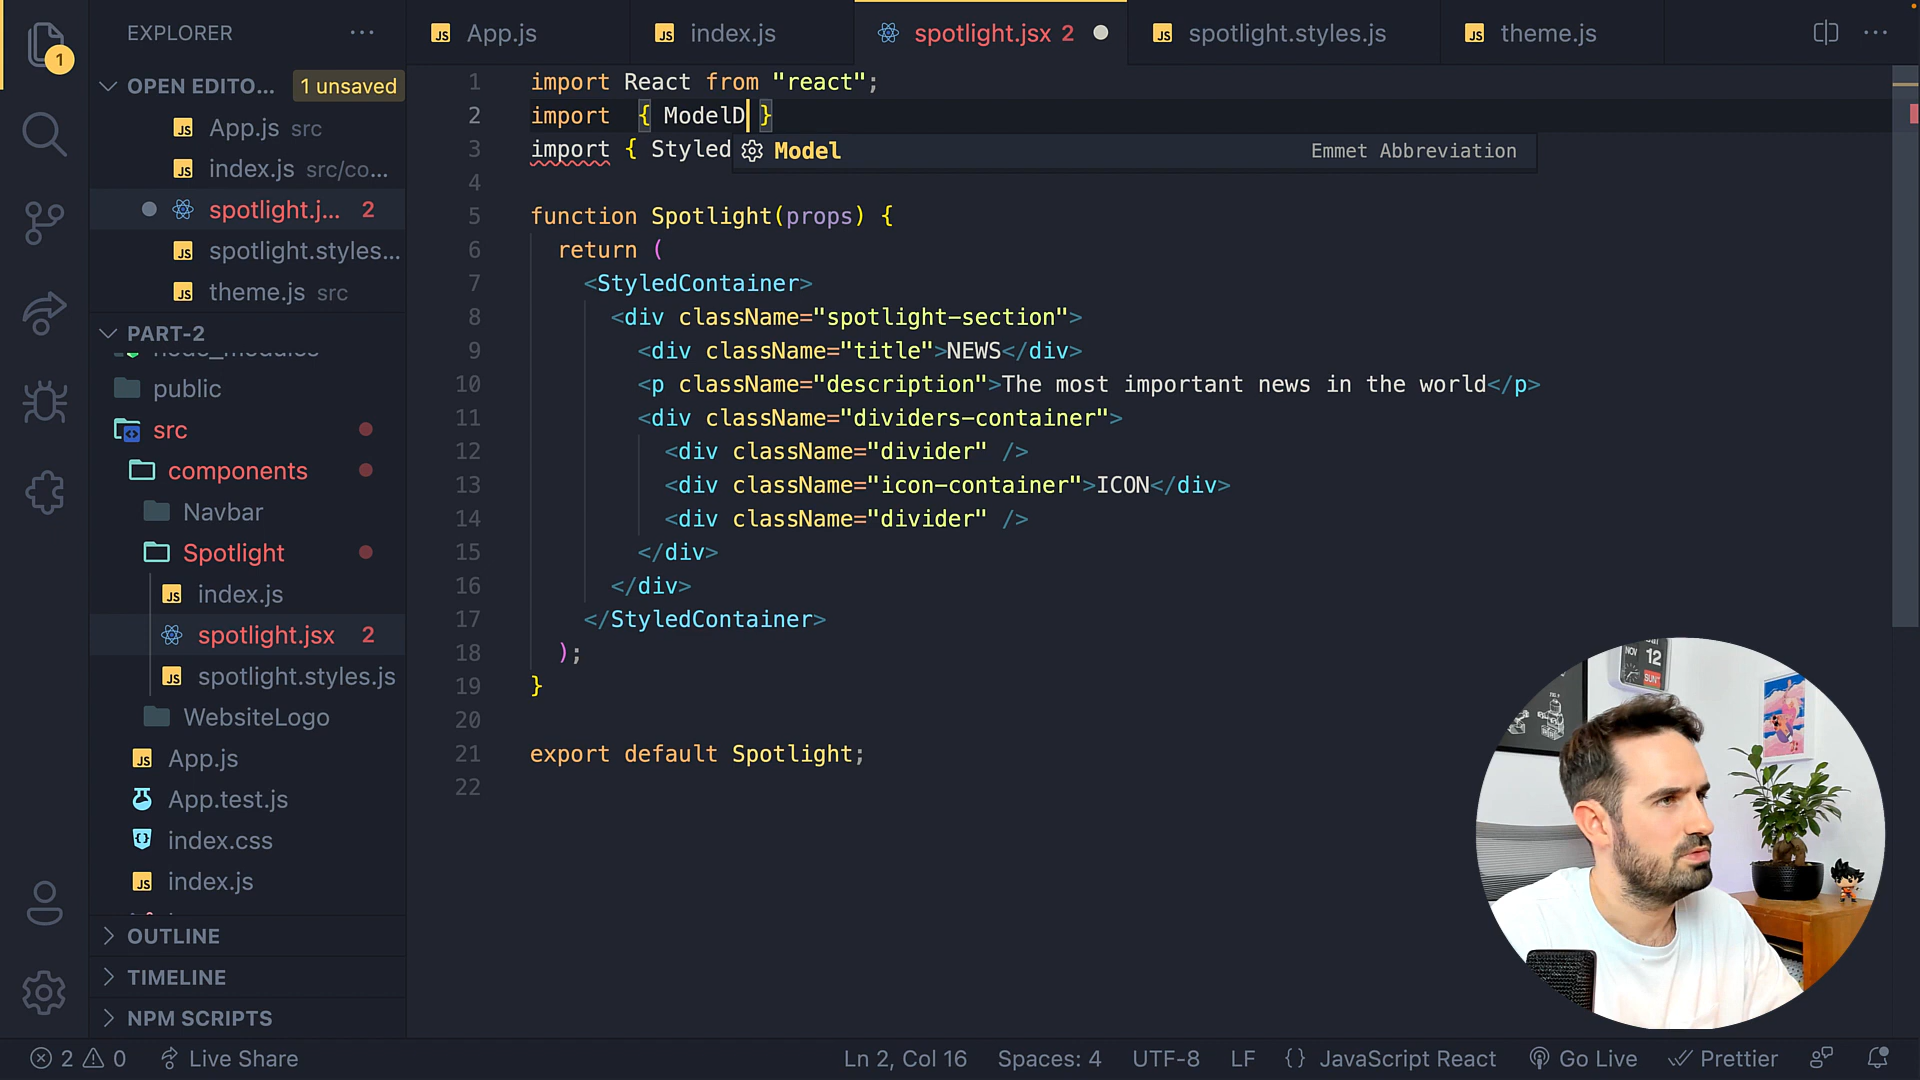 EXPLORER
OPEN EDITO...
1 unsaved
App.js src
index.js src/co...
spotlight.j... 2
spotlight.styles...
theme.js src
PART-2
public
src
components
Navbar
Spotlight
index.js
spotlight.jsx 2
spotlight.styles.js
WebsiteLogo
App.js
App.test.js
index.css
index.js
OUTLINE
TIMELINE
NPM SCRIPTS
App.js
index.js
spotlight.jsx 2
spotlight.styles.js
theme.js
1 import React from "react";
2 import  { ModelD }
3 import { Styled
Model
Emmet Abbreviation
4
5 function Spotlight(props) {
6 return (
7 <StyledContainer>
8 <div className="spotlight-section">
9 <div className="title">NEWS</div>
10 <p className="description">The most important news in the world</p>
11 <div className="dividers-container">
12 <div className="divider" />
13 <div className="icon-container">ICON</div>
14 <div className="divider" />
15 </div>
16 </div>
17 </StyledContainer>
18 );
19 }
20
21 export default Spotlight;
22
NOV 12
SUN
1
2 0 Live Share
Ln 2, Col 16
Spaces: 4
UTF-8
LF
{} JavaScript React
Go Live
Prettier